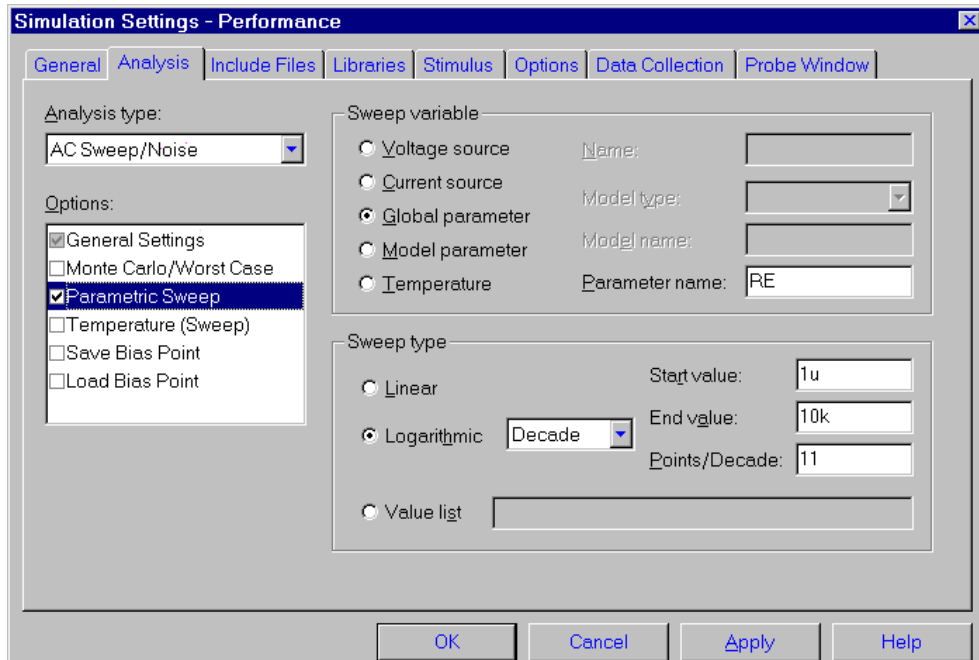 Simulation Settings - Performance
General Analysis Include Files Libraries Stimulus Options Data Collection Probe Window
Analysis type:
AC Sweep/Noise
Options:
General Settings
Monte Carlo/Worst Case
Parametric Sweep
Temperature (Sweep)
Save Bias Point
Load Bias Point
Sweep variable
Voltage source Name:
Current source
Model type:
Global parameter
Model parameter Model name:
Temperature Parameter name: RE
Sweep type
Linear
Logarithmic Decade
Start value: 1u
End value: 10k
Points/Decade: 11
Value list
OK Cancel Apply Help